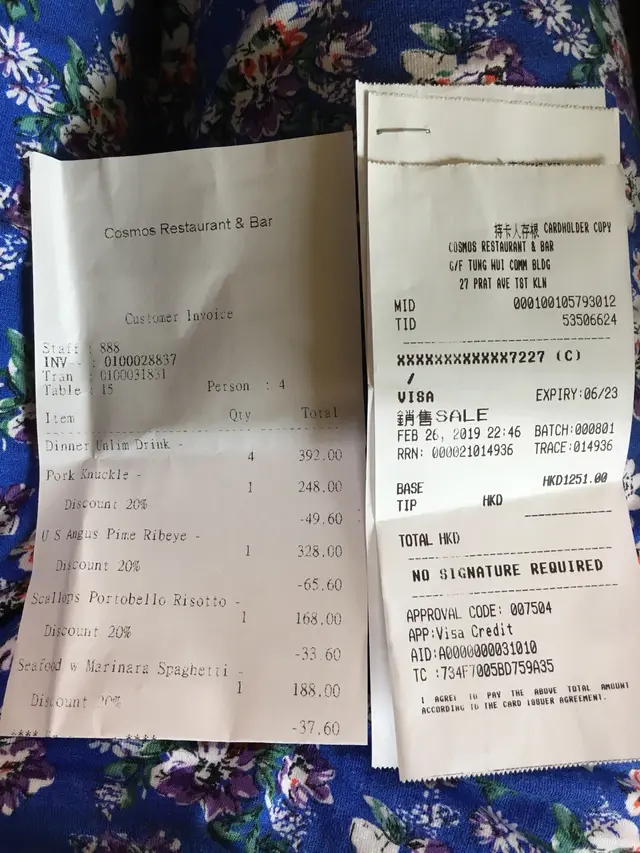 Cosmos Restaurant & Bar
Customer Invoice
Staff : 888
INV : 0100028837
Tran : 0100031831
Table : 15 Person : 4
Item Qty Total
Dinner Unlim Drink -
4 392.00
Pork Knuckle -
1 248.00
Discount 20%
-49.60
U S Angus Pime Ribeye -
1 328.00
Discount 20%
-65.60
Scallops Portobello Risotto -
1 168.00
Discount 20%
-33.60
Seafood w Marinara Spaghetti -
1 188.00
Discount 20%
-37.60
持卡人存根 CARDHOLDER COPY
COSMOS RESTAURANT & BAR
G/F TUNG HUI COMM BLDG
27 PRAT AVE TST KLN
MID 000100105793012
TID 53506624
XXXXXXXXXXXX7227 (C)
/
VISA EXPIRY:06/23
銷售SALE
FEB 26, 2019 22:46 BATCH:000801
RRN: 000021014936 TRACE:014936
BASE HKD1251.00
TIP HKD
TOTAL HKD
NO SIGNATURE REQUIRED
APPROVAL CODE: 007504
APP:Visa Credit
AID:A0000000031010
TC :734F7005BD759A35
I AGREE TO PAY THE ABOVE TOTAL AMOUNT
ACCORDING TO THE CARD ISSUER AGREEMENT.